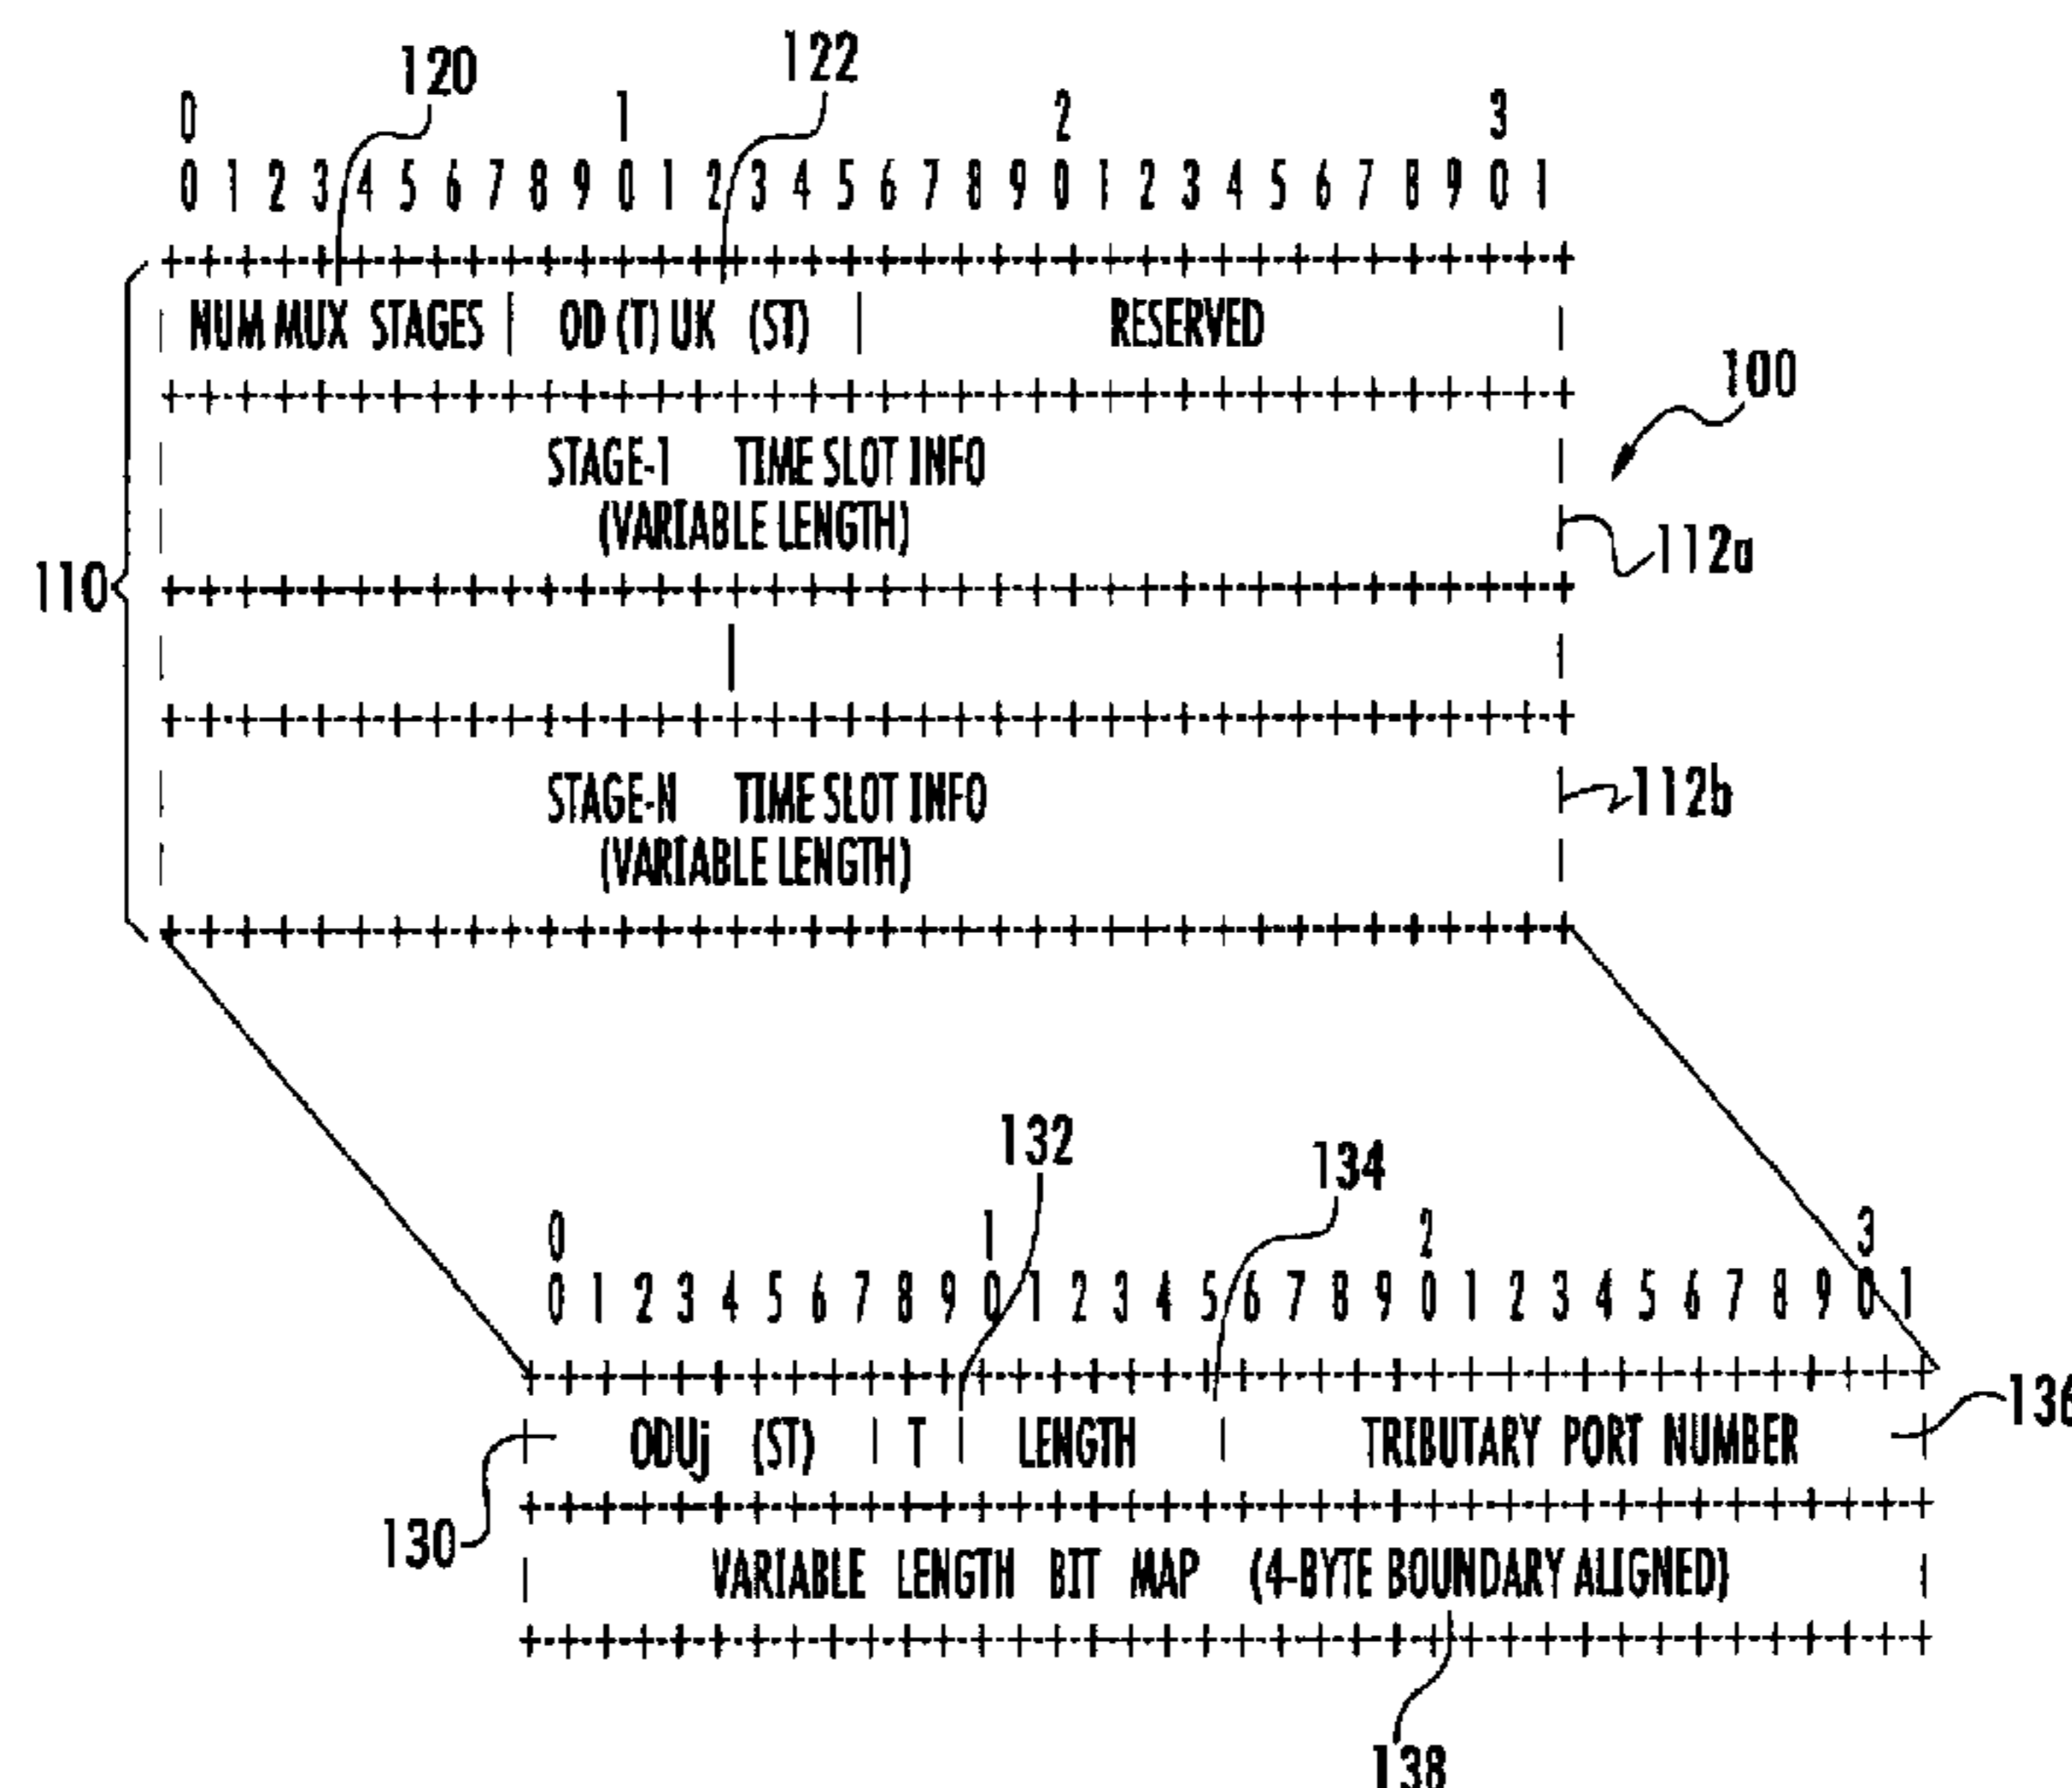 120 122
0 1 2 3
0 1 2 3 4 5 6 7 8 9 0 1 2 3 4 5 6 7 8 9 0 1 2 3 4 5 6 7 8 9 0 1
NUM MUX STAGES | OD (T) UK (ST) | RESERVED
100
STAGE-1 TIME SLOT INFO
(VARIABLE LENGTH)
112a
110
STAGE-N TIME SLOT INFO
112b
(VARIABLE LENGTH)
132 134
0 1 2 3
0 1 2 3 4 5 6 7 8 9 0 1 2 3 4 5 6 7 8 9 0 1 2 3 4 5 6 7 8 9 0 1
136
ODUj (ST) | T | LENGTH | TRIBUTARY PORT NUMBER
130
VARIABLE LENGTH BIT MAP (4-BYTE BOUNDARY ALIGNED)
138